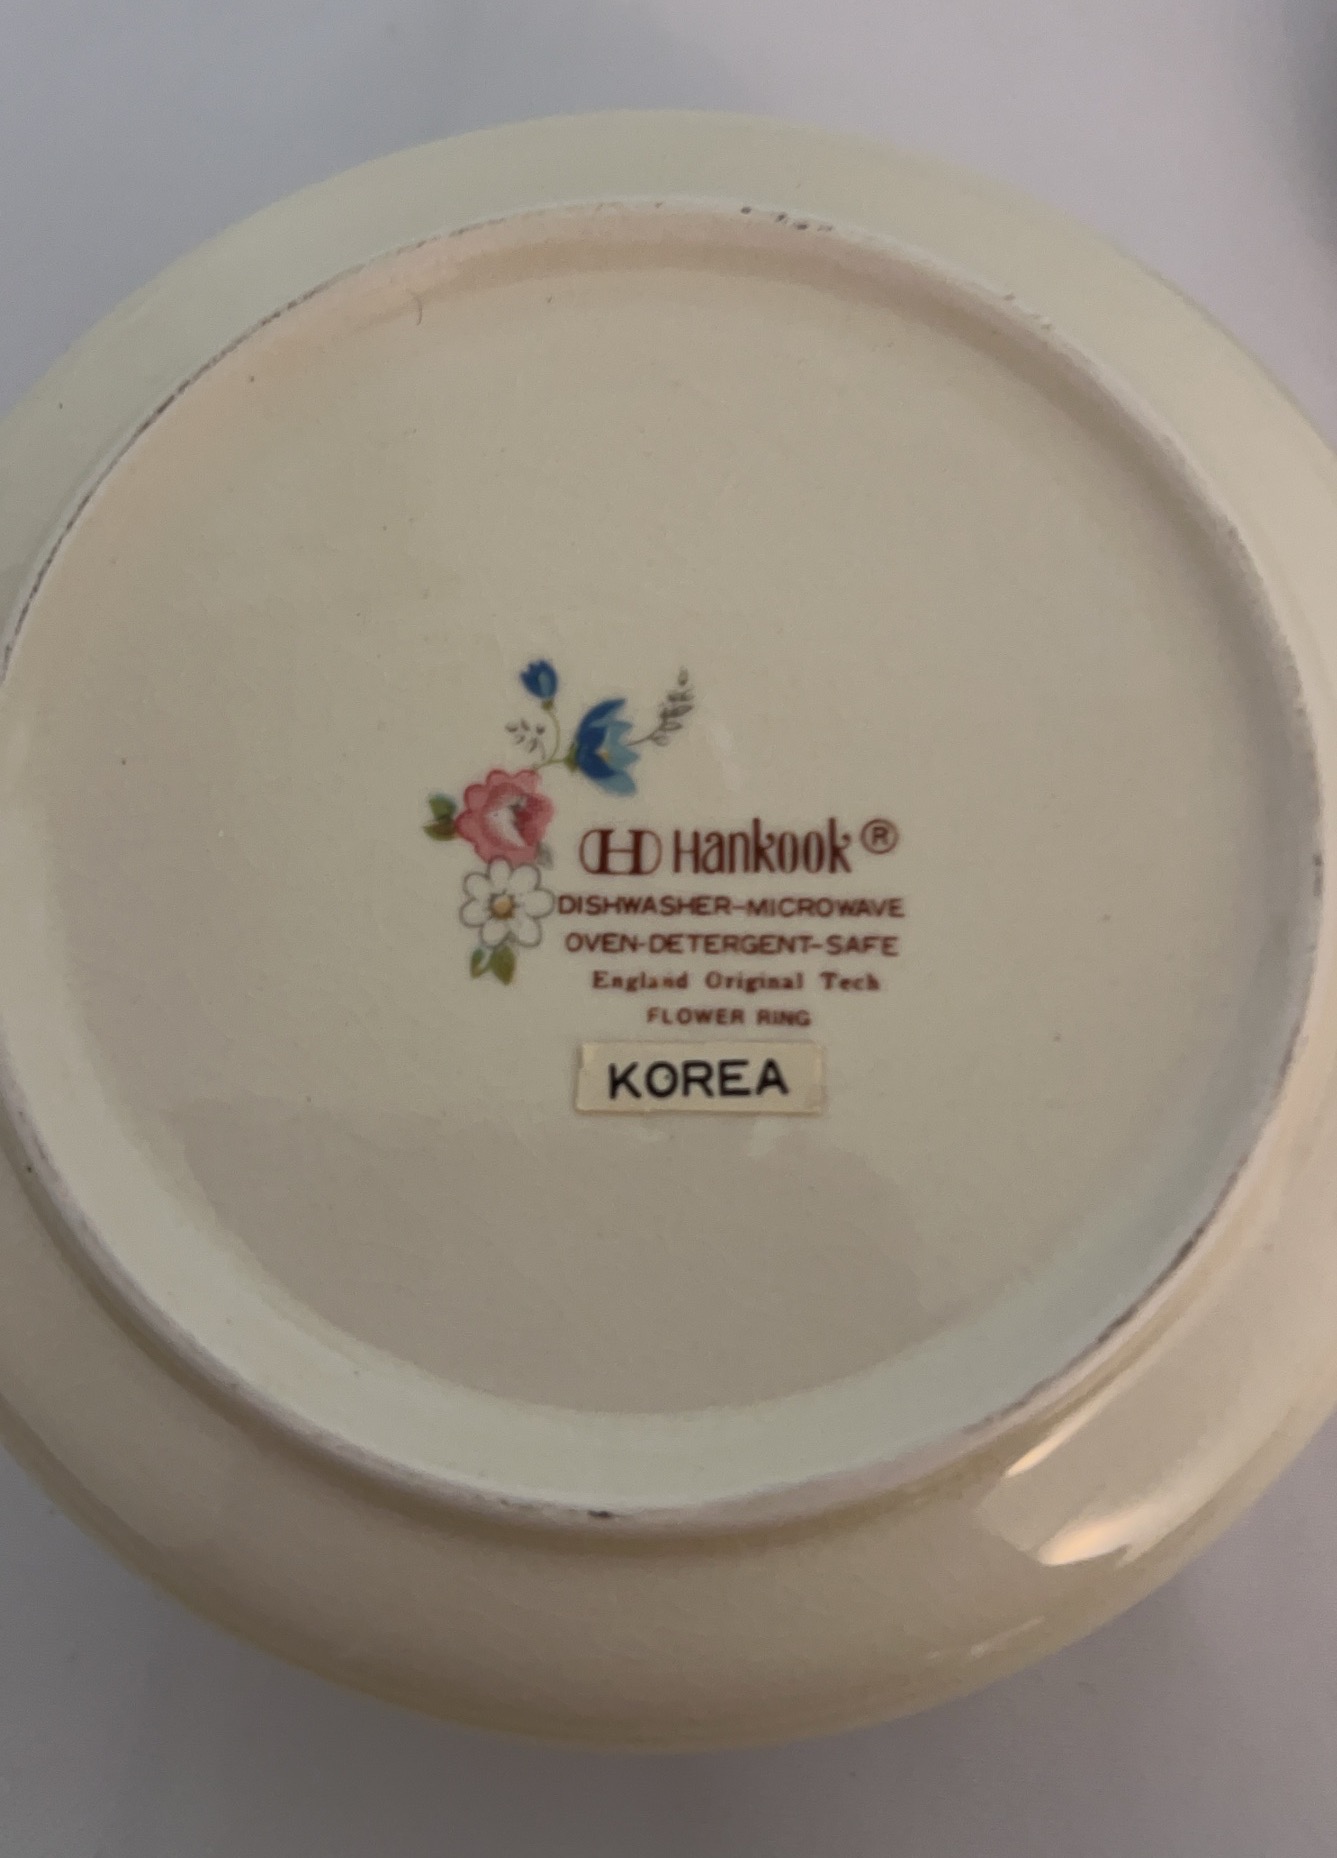 H Hankook®
DISHWASHER-MICROWAVE
OVEN-DETERGENT-SAFE
England Original Tech
FLOWER RING
KOREA